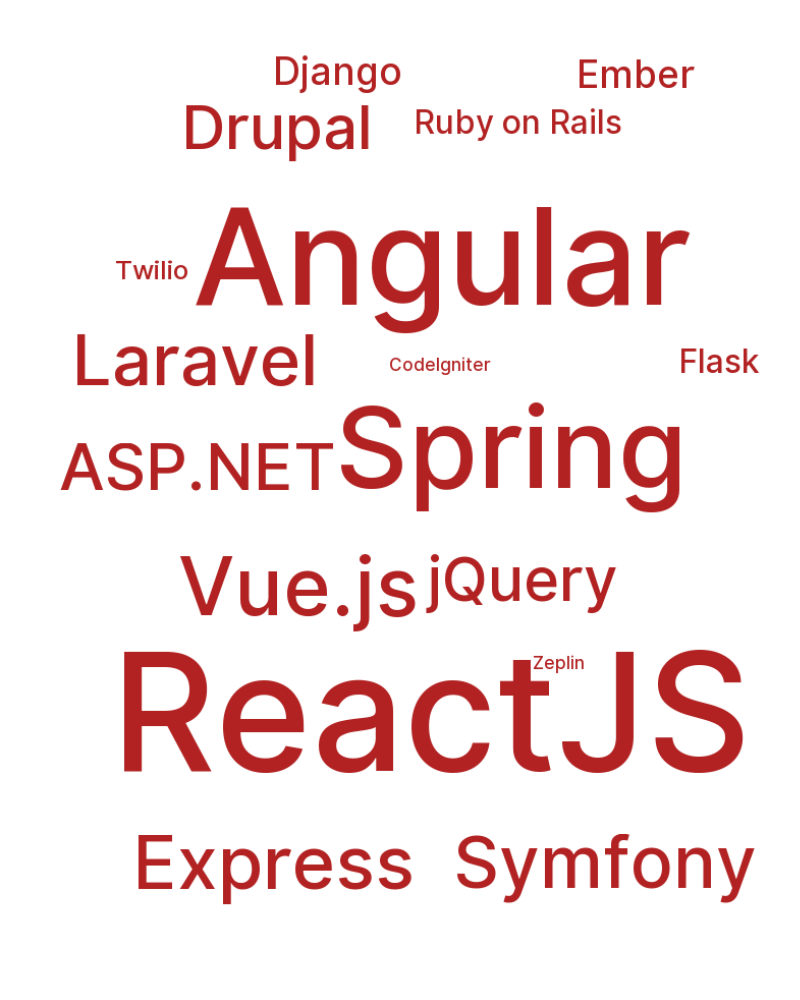 Django
Ember
Drupal
Ruby on Rails
Angular
Twilio
Laravel
CodeIgniter
Flask
ASP.NET
Spring
Vue.js
jQuery
ReactJS
Zeplin
Express
Symfony